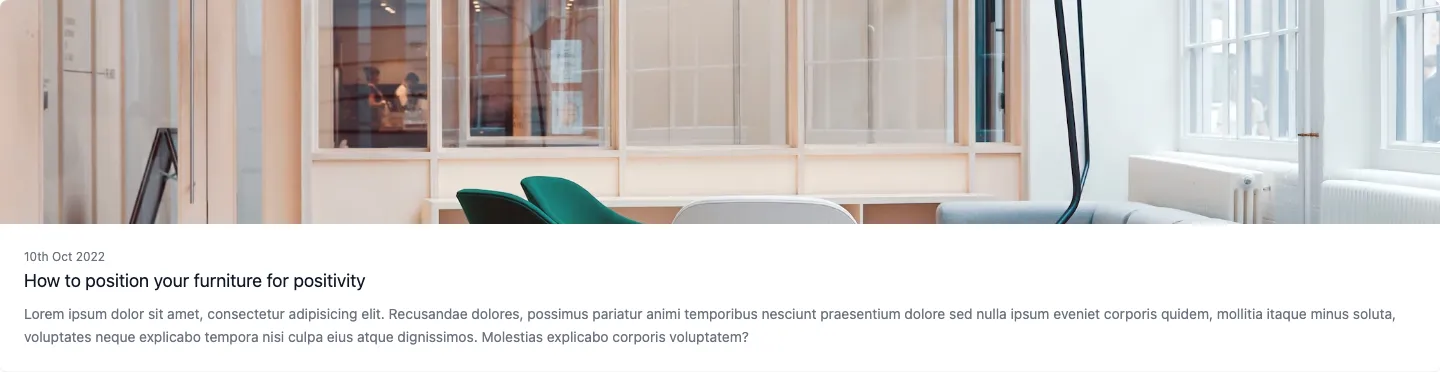 10th Oct 2022
How to position your furniture for positivity
Lorem ipsum dolor sit amet, consectetur adipisicing elit. Recusandae dolores, possimus pariatur animi temporibus nesciunt praesentium dolore sed nulla ipsum eveniet corporis quidem, mollitia itaque minus soluta,
voluptates neque explicabo tempora nisi culpa eius atque dignissimos. Molestias explicabo corporis voluptatem?